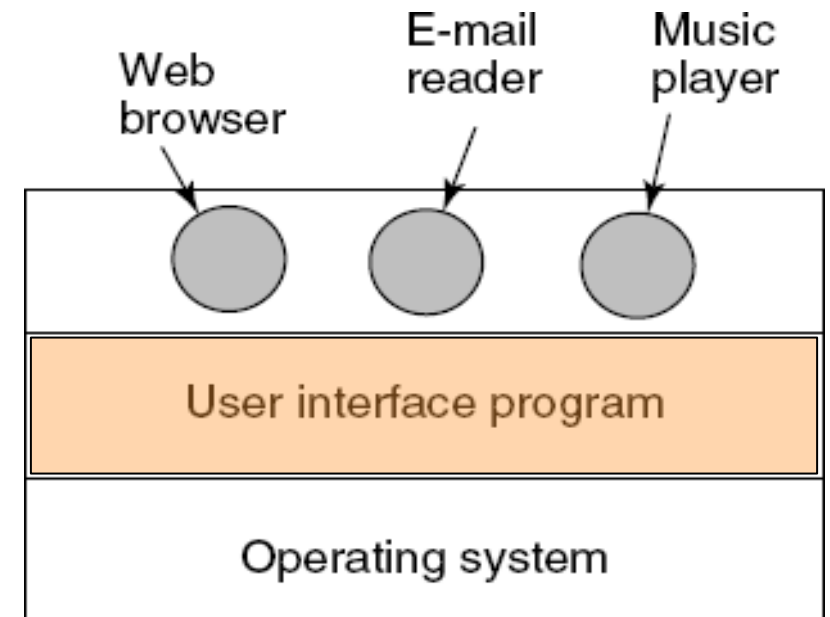 Web
browser
E-mail
reader
Music
player
User interface program
Operating system